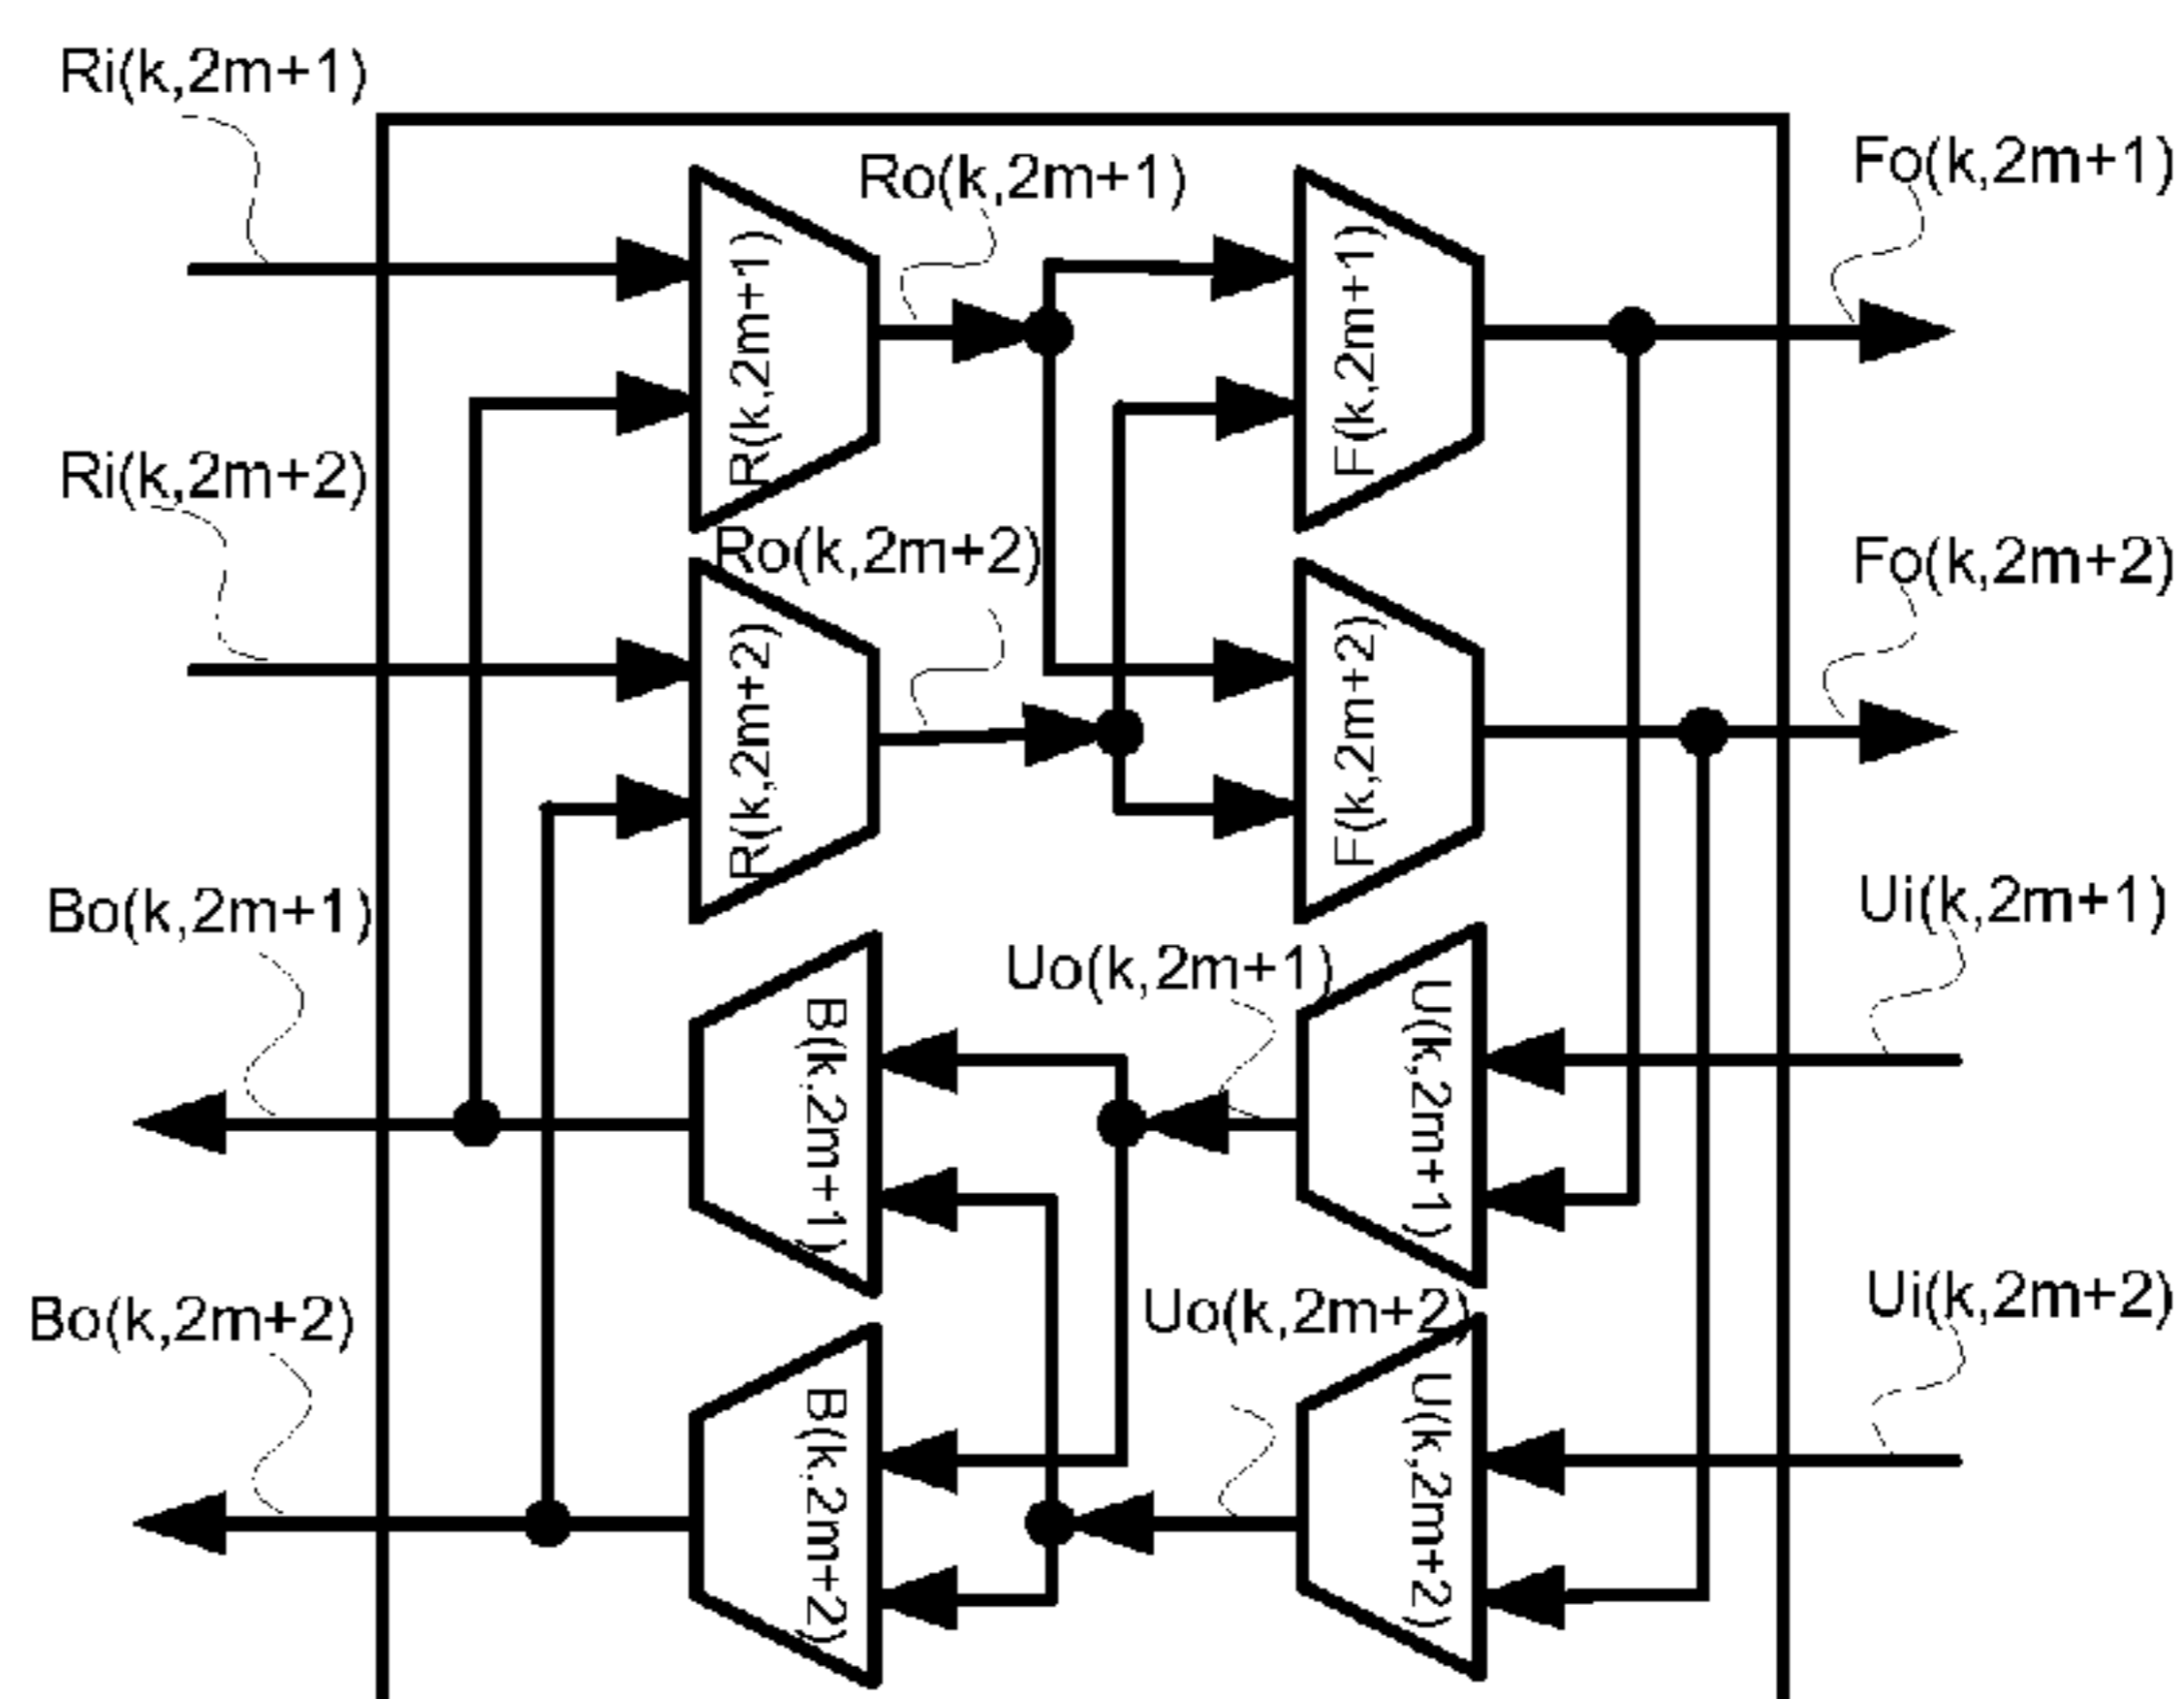 Ri(k,2m+1)
Ro(k,2m+1)
Fo(k,2m+1)
R(k,2m+1)
F(k,2m+1)
Ri(k,2m+2)
Ro(k,2m+2)
Fo(k,2m+2)
R(k,2m+2)
F(k,2m+2)
Bo(k,2m+1)
Uo(k,2m+1)
Ui(k,2m+1)
B(k,2m+1)
U(k,2m+1)
Bo(k,2m+2)
Uo(k,2m+2)
Ui(k,2m+2)
B(k,2m+2)
U(k,2m+2)